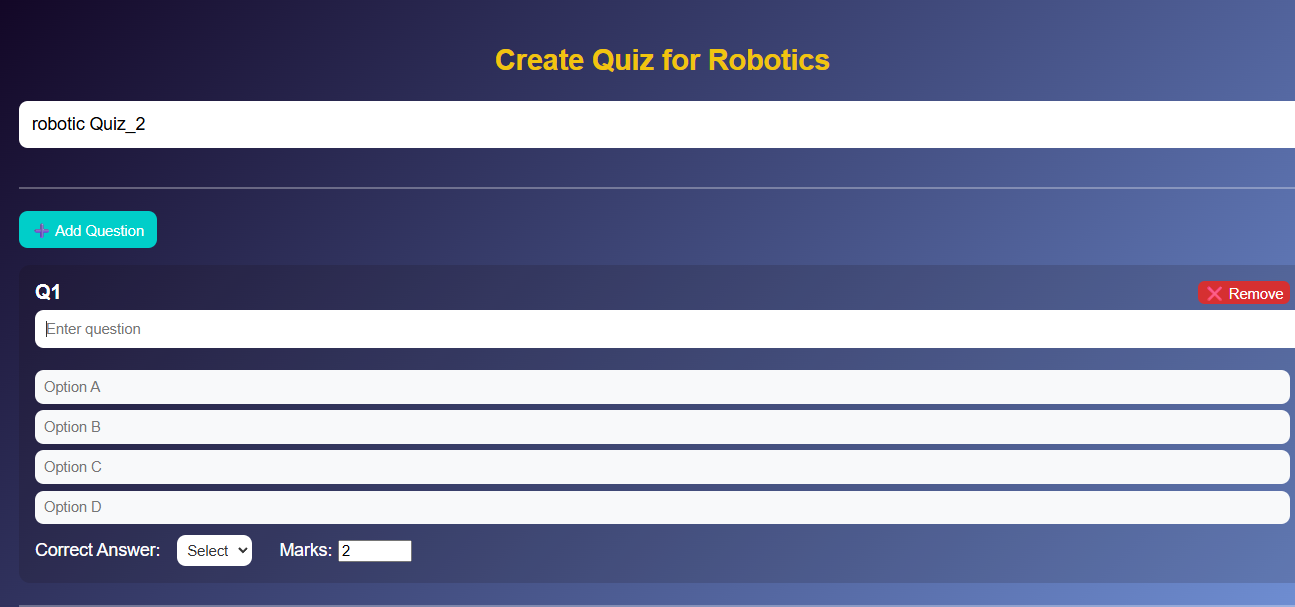 Create Quiz for Robotics
robotic Quiz_2
➕ Add Question
Q1
❌ Remove
Enter question
Option A
Option B
Option C
Option D
Correct Answer: Select Marks: 2